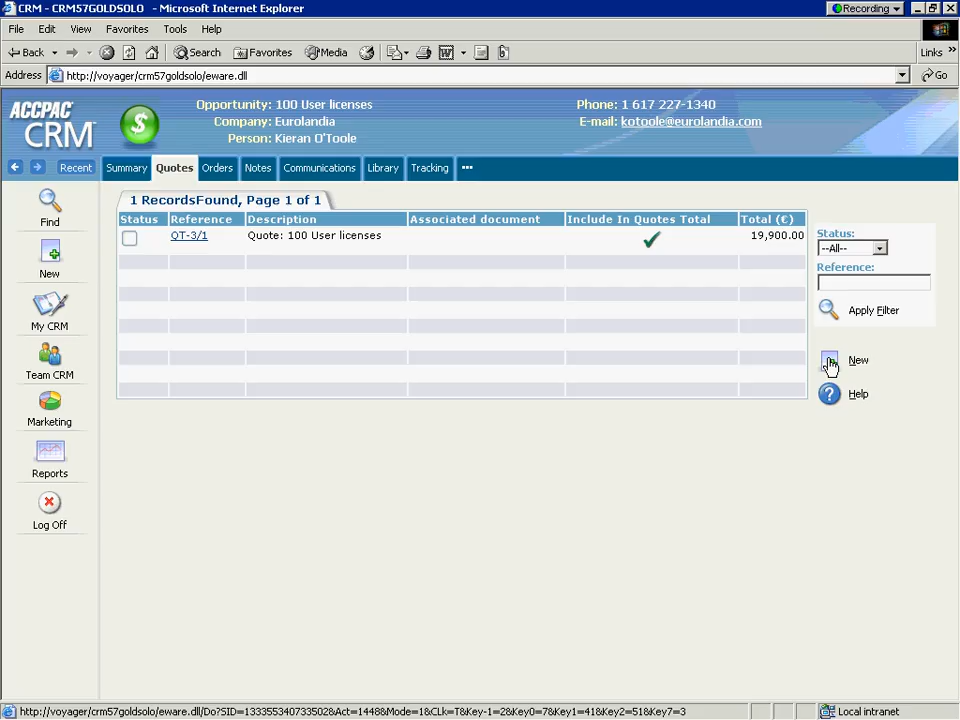 CRM - CRM57GOLDSOLO - Microsoft Internet Explorer
Recording
File Edit View Favorites Tools Help
Back Search Favorites Media Links »
Address http://voyager/crm57goldsolo/eware.dll Go
ACCPAC CRM
Opportunity: 100 User licenses
Company: Eurolandia
Person: Kieran O'Toole
Phone: 1 617 227-1340
E-mail: kotoole@eurolandia.com
Recent Summary Quotes Orders Notes Communications Library Tracking •••
Find
New
My CRM
Team CRM
Marketing
Reports
Log Off
1 RecordsFound, Page 1 of 1
Status Reference Description Associated document Include In Quotes Total Total (€)
QT-3/1 Quote: 100 User licenses 19,900.00
Status:
--All--
Reference:
Apply Filter
New
Help
http://voyager/crm57goldsolo/eware.dll/Do?SID=133355340733502&Act=1448&Mode=1&CLk=T&Key-1=2&Key0=7&Key1=41&Key2=51&Key7=3
Local intranet